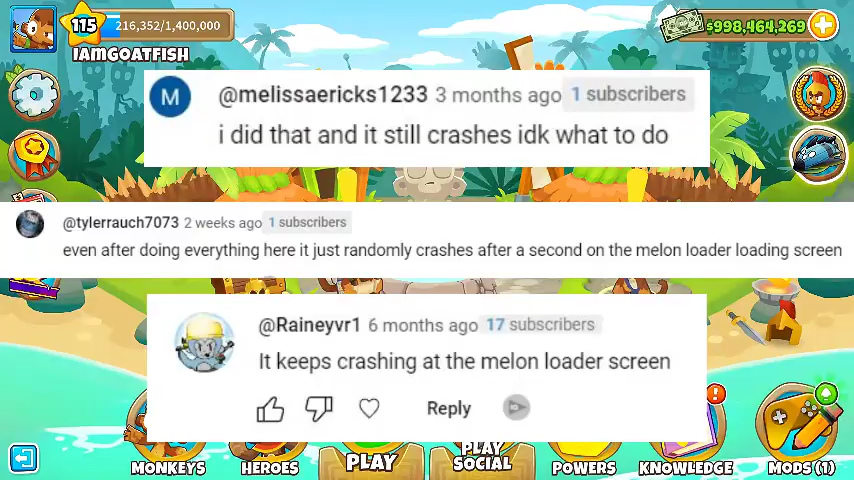 115
216,352/1,400,000
$998,464,269
IAMGOATFISH
M
@melissaericks1233 3 months ago 1 subscribers
i did that and it still crashes idk what to do
@tylerrauch7073 2 weeks ago 1 subscribers
even after doing everything here it just randomly crashes after a second on the melon loader loading screen
@Raineyvr1 6 months ago 17 subscribers
It keeps crashing at the melon loader screen
Reply
!
MONKEYS
HEROES
PLAY
PLAY
SOCIAL
POWERS
KNOWLEDGE
MODS (1)